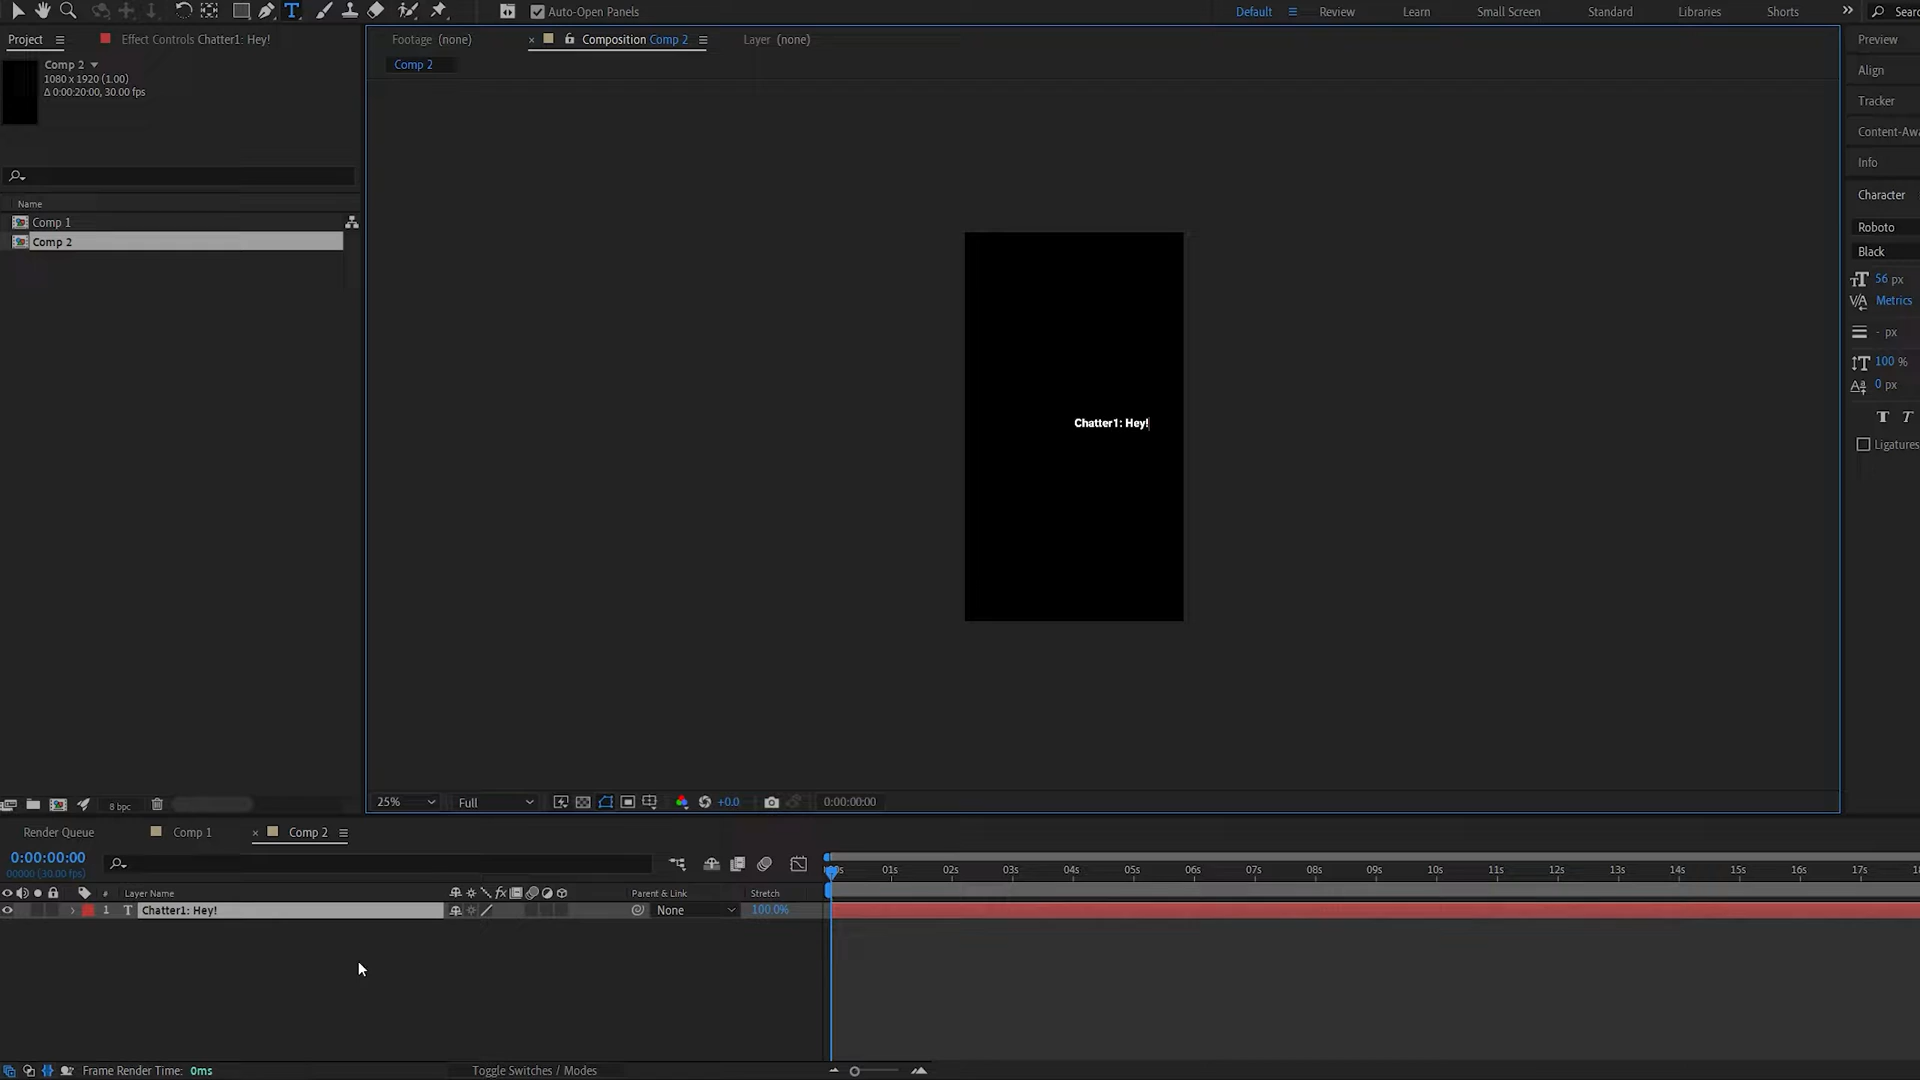 Auto-Open Panels
Default
Review
Learn
Small Screen
Standard
Libraries
Shorts
Project
Effect Controls Chatter1: Hey!
Footage (none)
Composition Comp 2
Layer (none)
Preview
Comp 2
1080 x 1920 (1.00)
Δ 0:00:20:00, 30.00 fps
Comp 2
Align
Tracker
Content-Aw
Info
Character
Name
Comp 1
Comp 2
Roboto
Black
56 px
Metrics
- px
100 %
0 px
T T
Ligatures
Chatter1: Hey!
8 bpc
25%
Full
+0.0
0:00:00:00
Render Queue
Comp 1
Comp 2
0:00:00:00
00000 (30.00 fps)
01s 02s 03s 04s 05s 06s 07s 08s 09s 10s 11s 12s 13s 14s 15s 16s 17s
# Layer Name
Parent & Link
Stretch
1 T Chatter1: Hey!
None
100.0%
Frame Render Time: 0ms
Toggle Switches / Modes